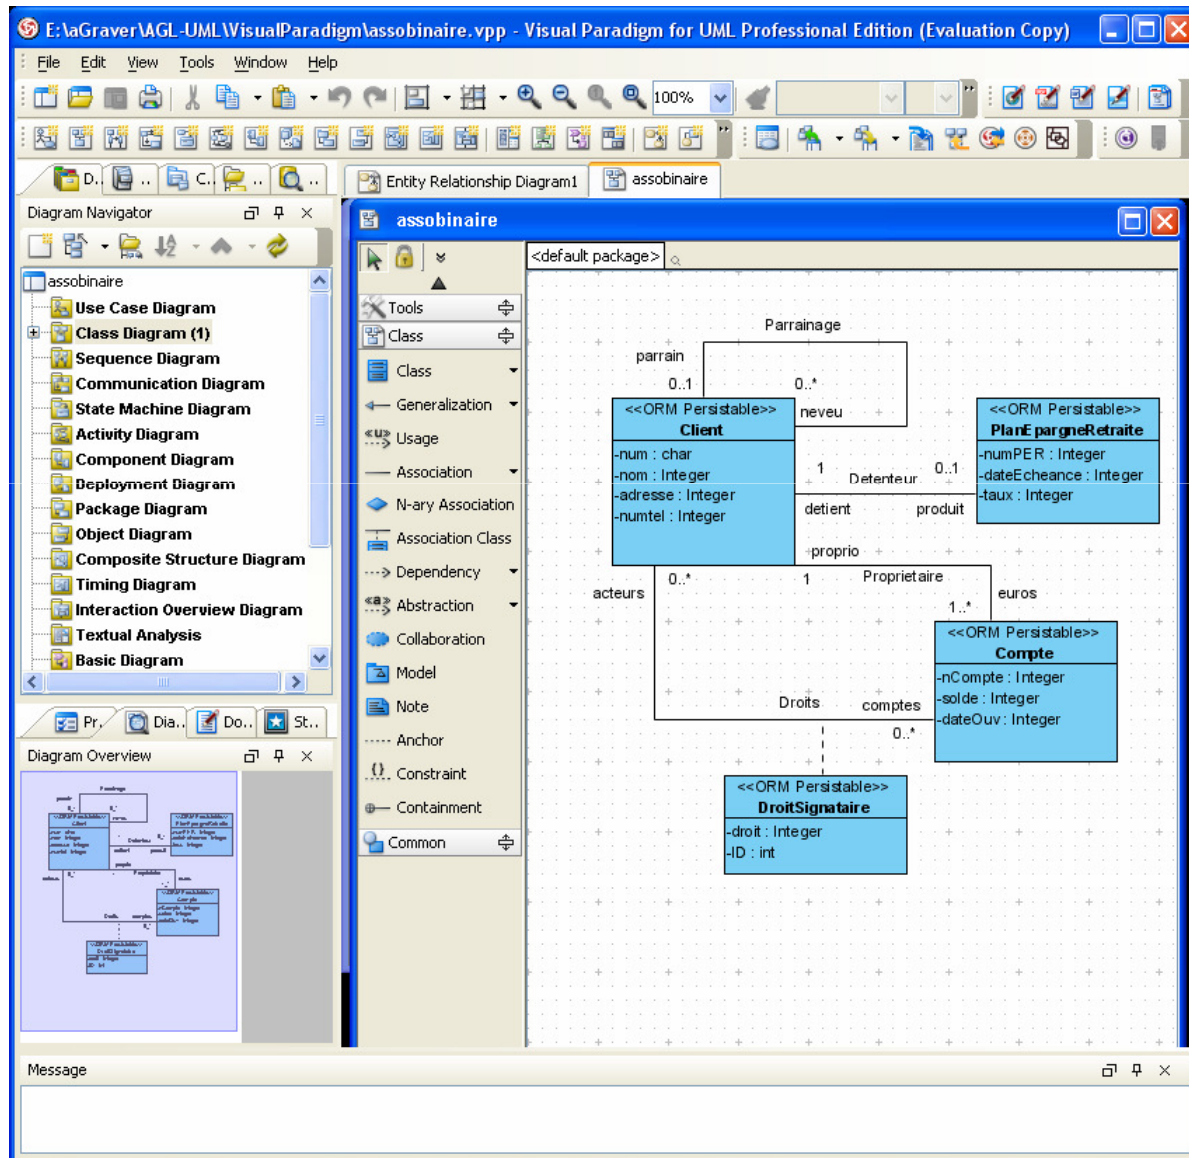 E:\aGraver\AGL-UML\VisualParadigm\assobinaire.vpp - Visual Paradigm for UML Professional Edition (Evaluation Copy)
File Edit View Tools Window Help
100%
D.. .. C.. .. ..
Entity Relationship Diagram1
assobinaire
Diagram Navigator
assobinaire
Use Case Diagram
Class Diagram (1)
Sequence Diagram
Communication Diagram
State Machine Diagram
Activity Diagram
Component Diagram
Deployment Diagram
Package Diagram
Object Diagram
Composite Structure Diagram
Timing Diagram
Interaction Overview Diagram
Textual Analysis
Basic Diagram
Pr.. Dia.. Do.. St..
Diagram Overview
assobinaire
Tools
Class
Class
Generalization
Usage
Association
N-ary Association
Association Class
Dependency
Abstraction
Collaboration
Model
Note
Anchor
Constraint
Containment
Common
<default package>
Parrainage
parrain
0..1
0..*
neveu
<<ORM Persistable>>
Client
-num : char
-nom : Integer
-adresse : Integer
-numtel : Integer
<<ORM Persistable>>
PlanEpargneRetraite
-numPER : Integer
-dateEcheance : Integer
-taux : Integer
1
Detenteur
0..1
detient
produit
proprio
1
Proprietaire
1..*
euros
acteurs
0..*
<<ORM Persistable>>
Compte
-nCompte : Integer
-solde : Integer
-dateOuv : Integer
Droits
comptes
0..*
<<ORM Persistable>>
DroitSignataire
-droit : Integer
-ID : int
Message